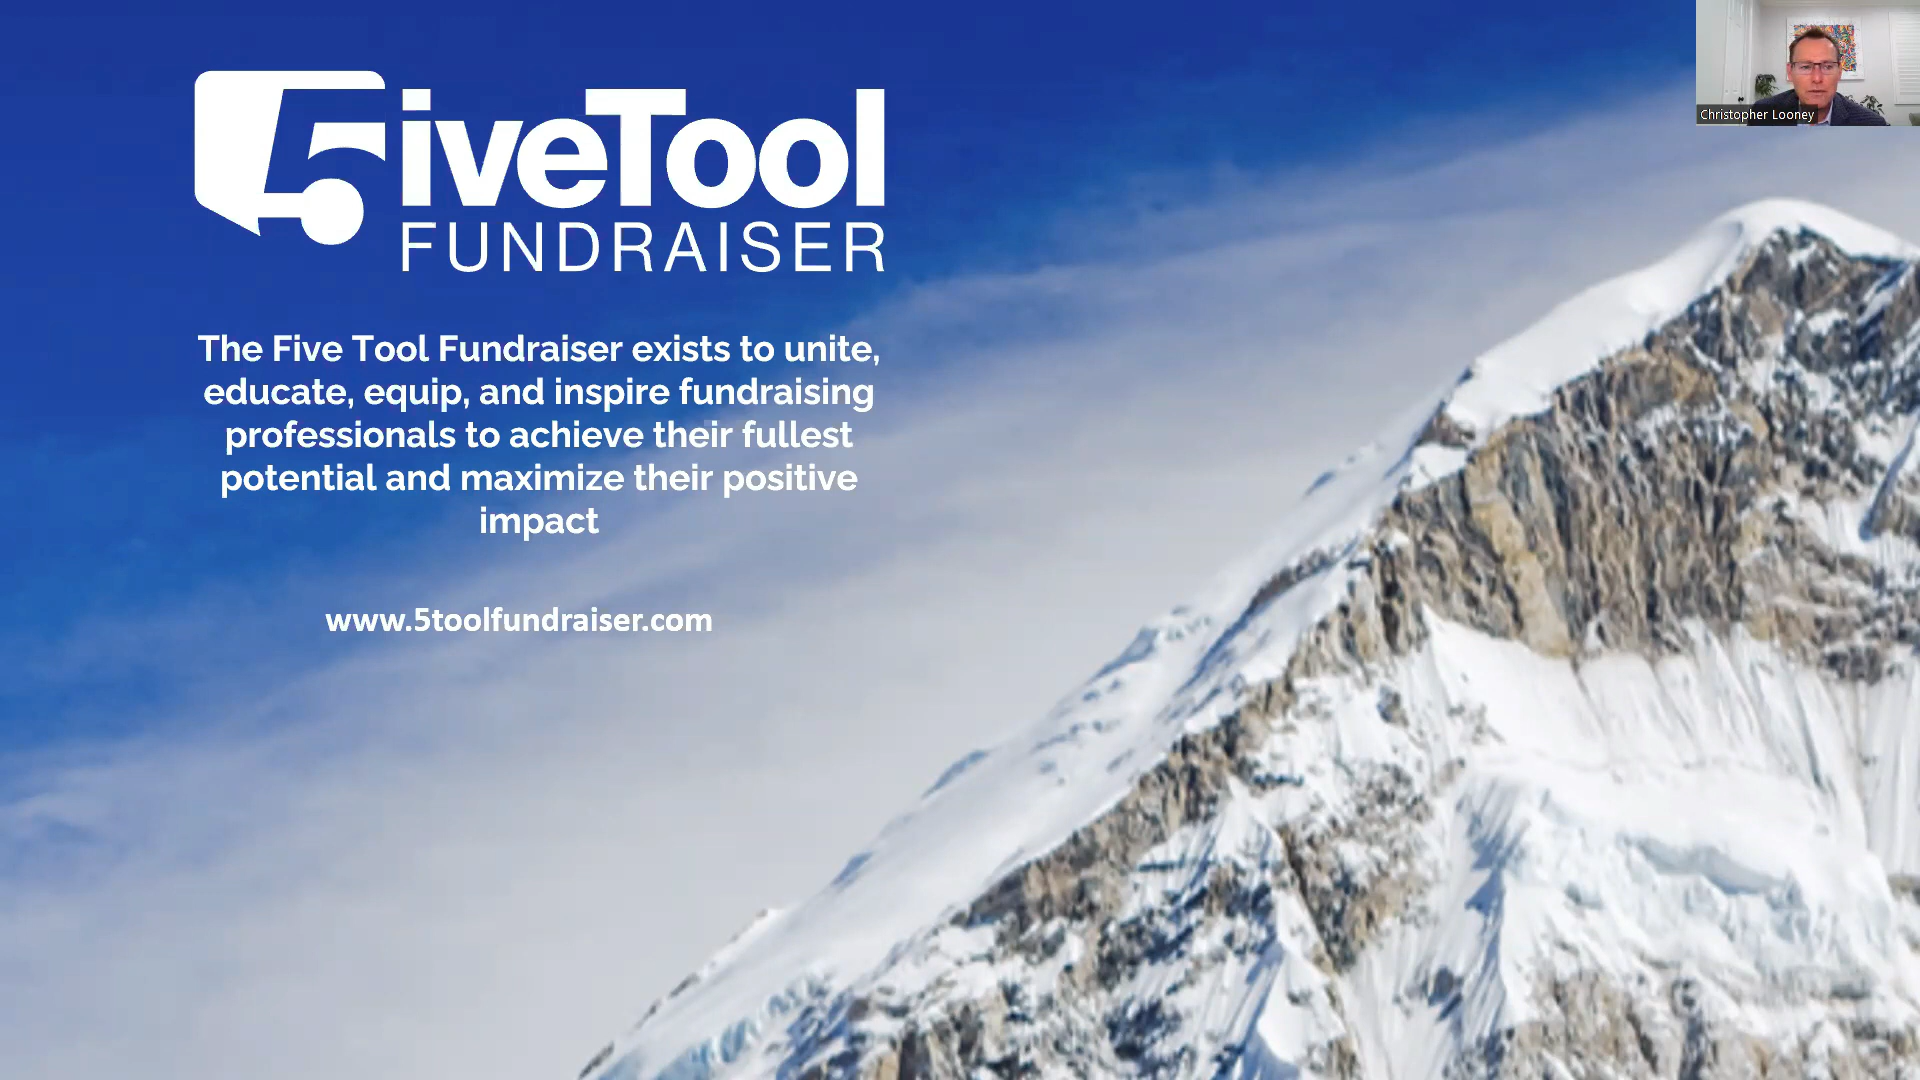 5iveTool
FUNDRAISER
The Five Tool Fundraiser exists to unite,
educate, equip, and inspire fundraising
professionals to achieve their fullest
potential and maximize their positive
impact
www.5toolfundraiser.com
Christopher Looney